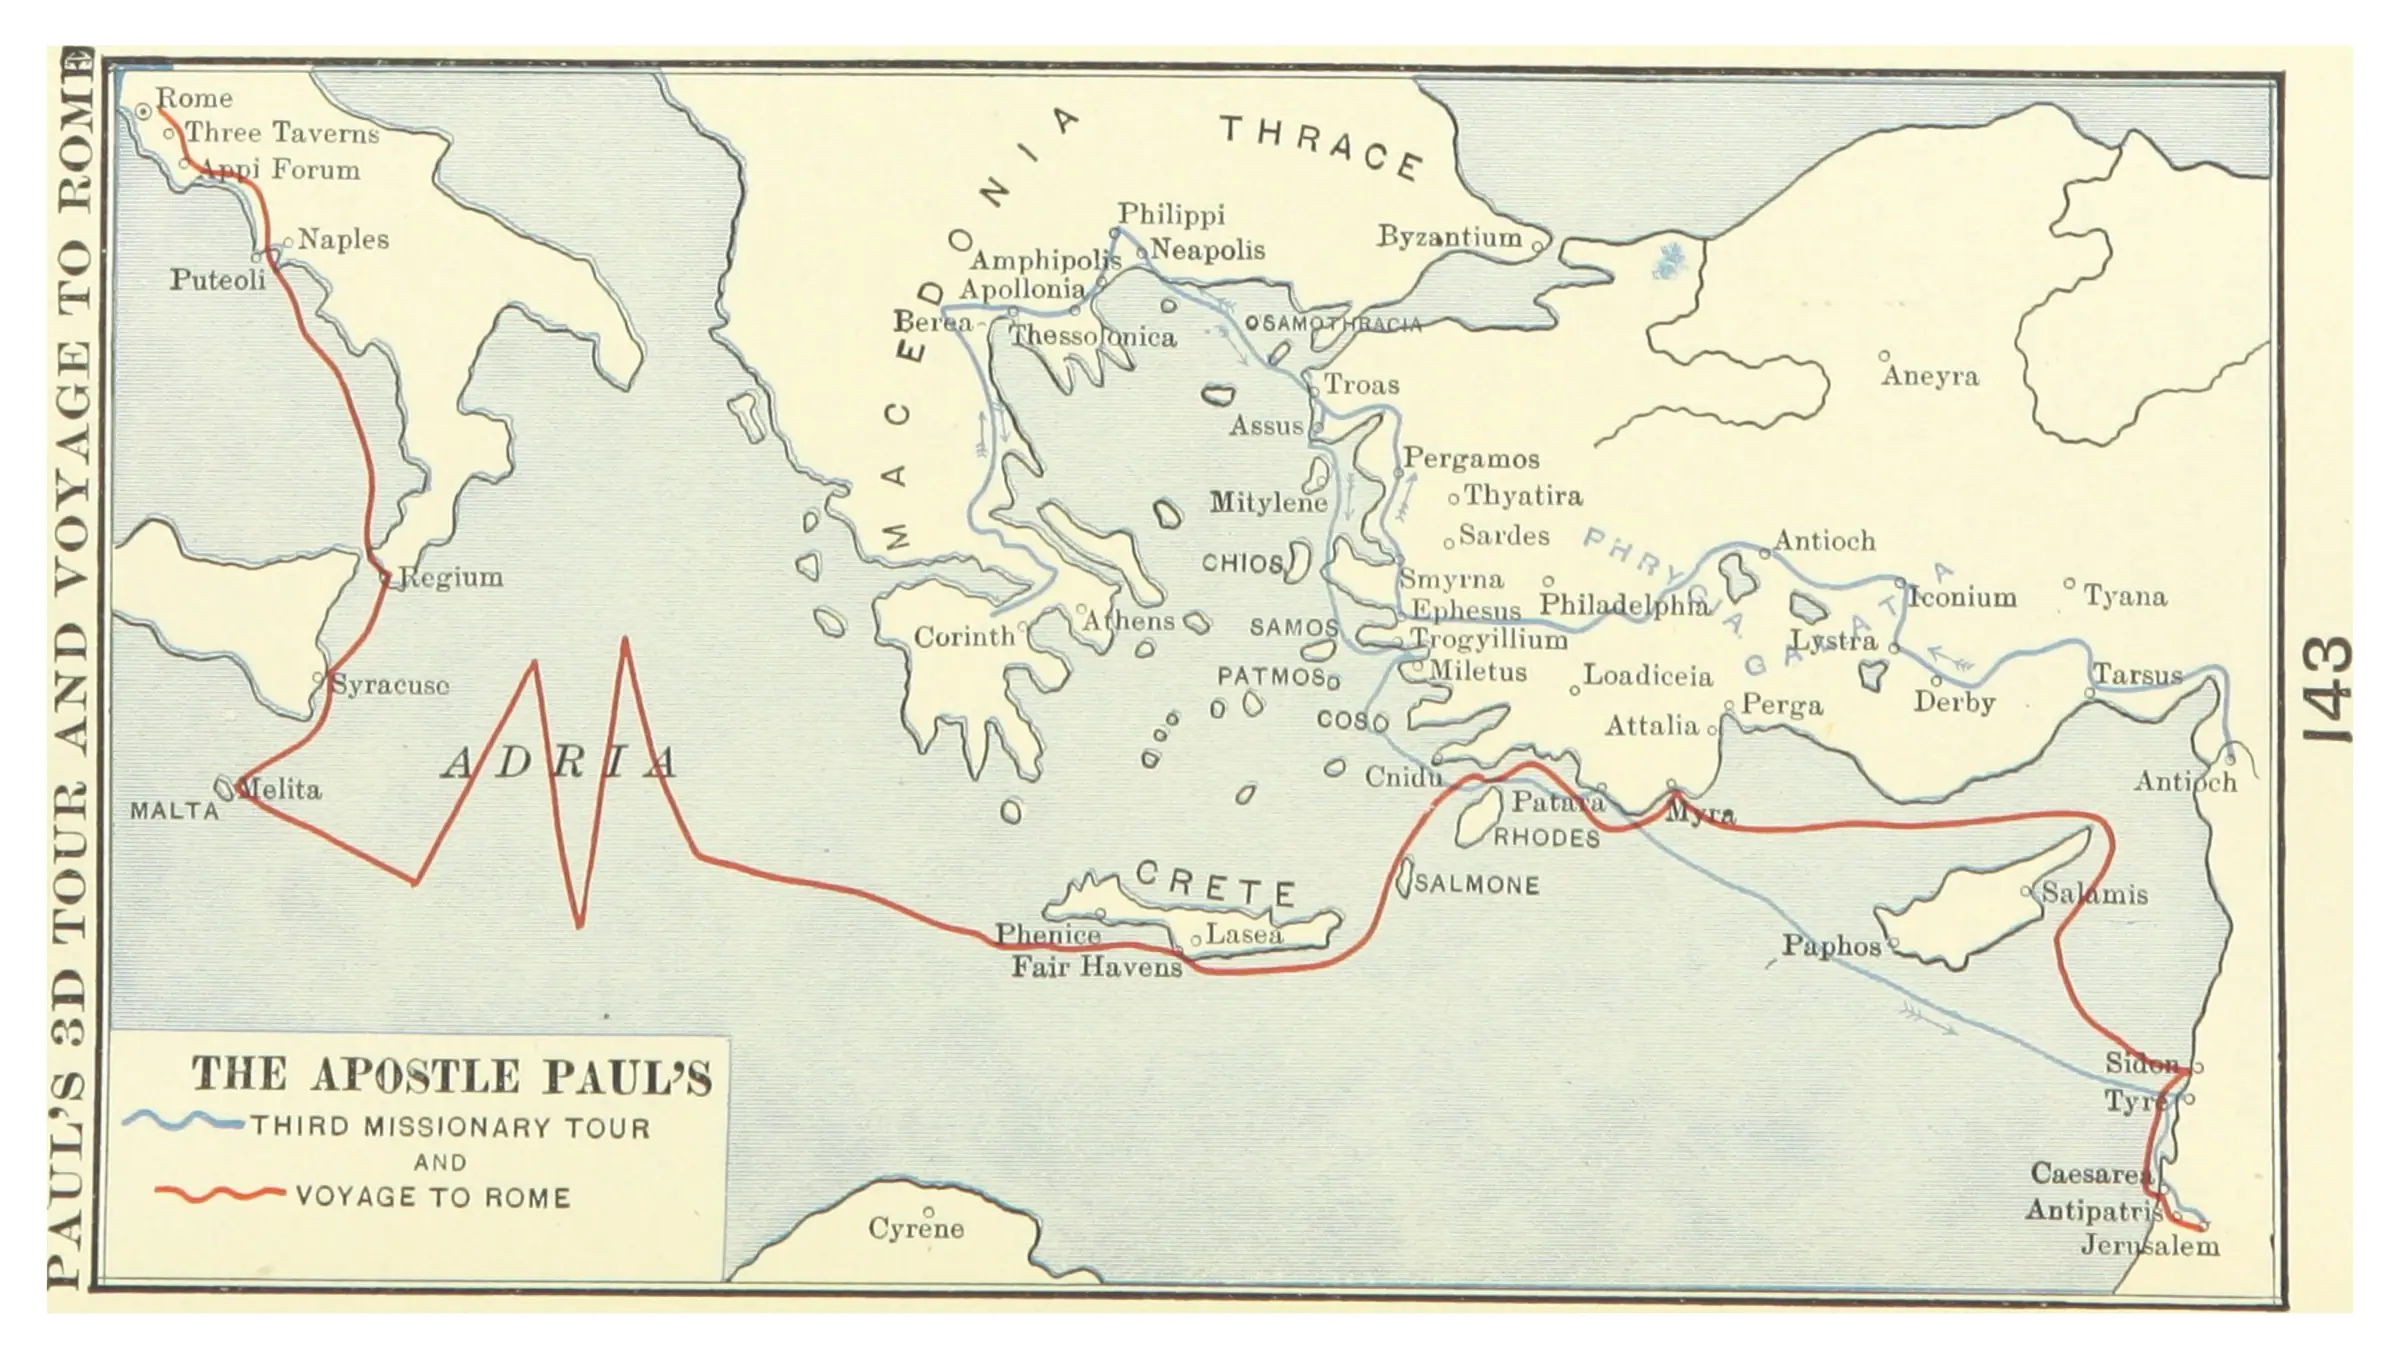 PAUL'S 3D TOUR AND VOYAGE TO ROME
143
Rome
Three Taverns
Appi Forum
Naples
Puteoli
Regium
Syracuse
Melita
MALTA
ADRIA
MACEDONIA
THRACE
Philippi
Neapolis
Amphipolis
Apollonia
Berea
Thessolonica
Byzantium
SAMOTHRACIA
Troas
Assus
Aneyra
Pergamos
Thyatira
Mitylene
Sardes
PHRYGIA
Antioch
CHIOS
Smyrna
Philadelphia
Iconium
Tyana
Ephesus
GALATIA
Athens
Corinth
SAMOS
Trogyillium
Lystra
Miletus
Loadiceia
Tarsus
PATMOS
Derby
Perga
Attalia
COS
Cnidu
Antioch
Patara
Myra
RHODES
SALMONE
CRETE
Salamis
Phenice
Lasea
Paphos
Fair Havens
Sidon
Tyre
Caesarea
Antipatris
Jerusalem
Cyrene
THE APOSTLE PAUL'S
THIRD MISSIONARY TOUR
AND
VOYAGE TO ROME